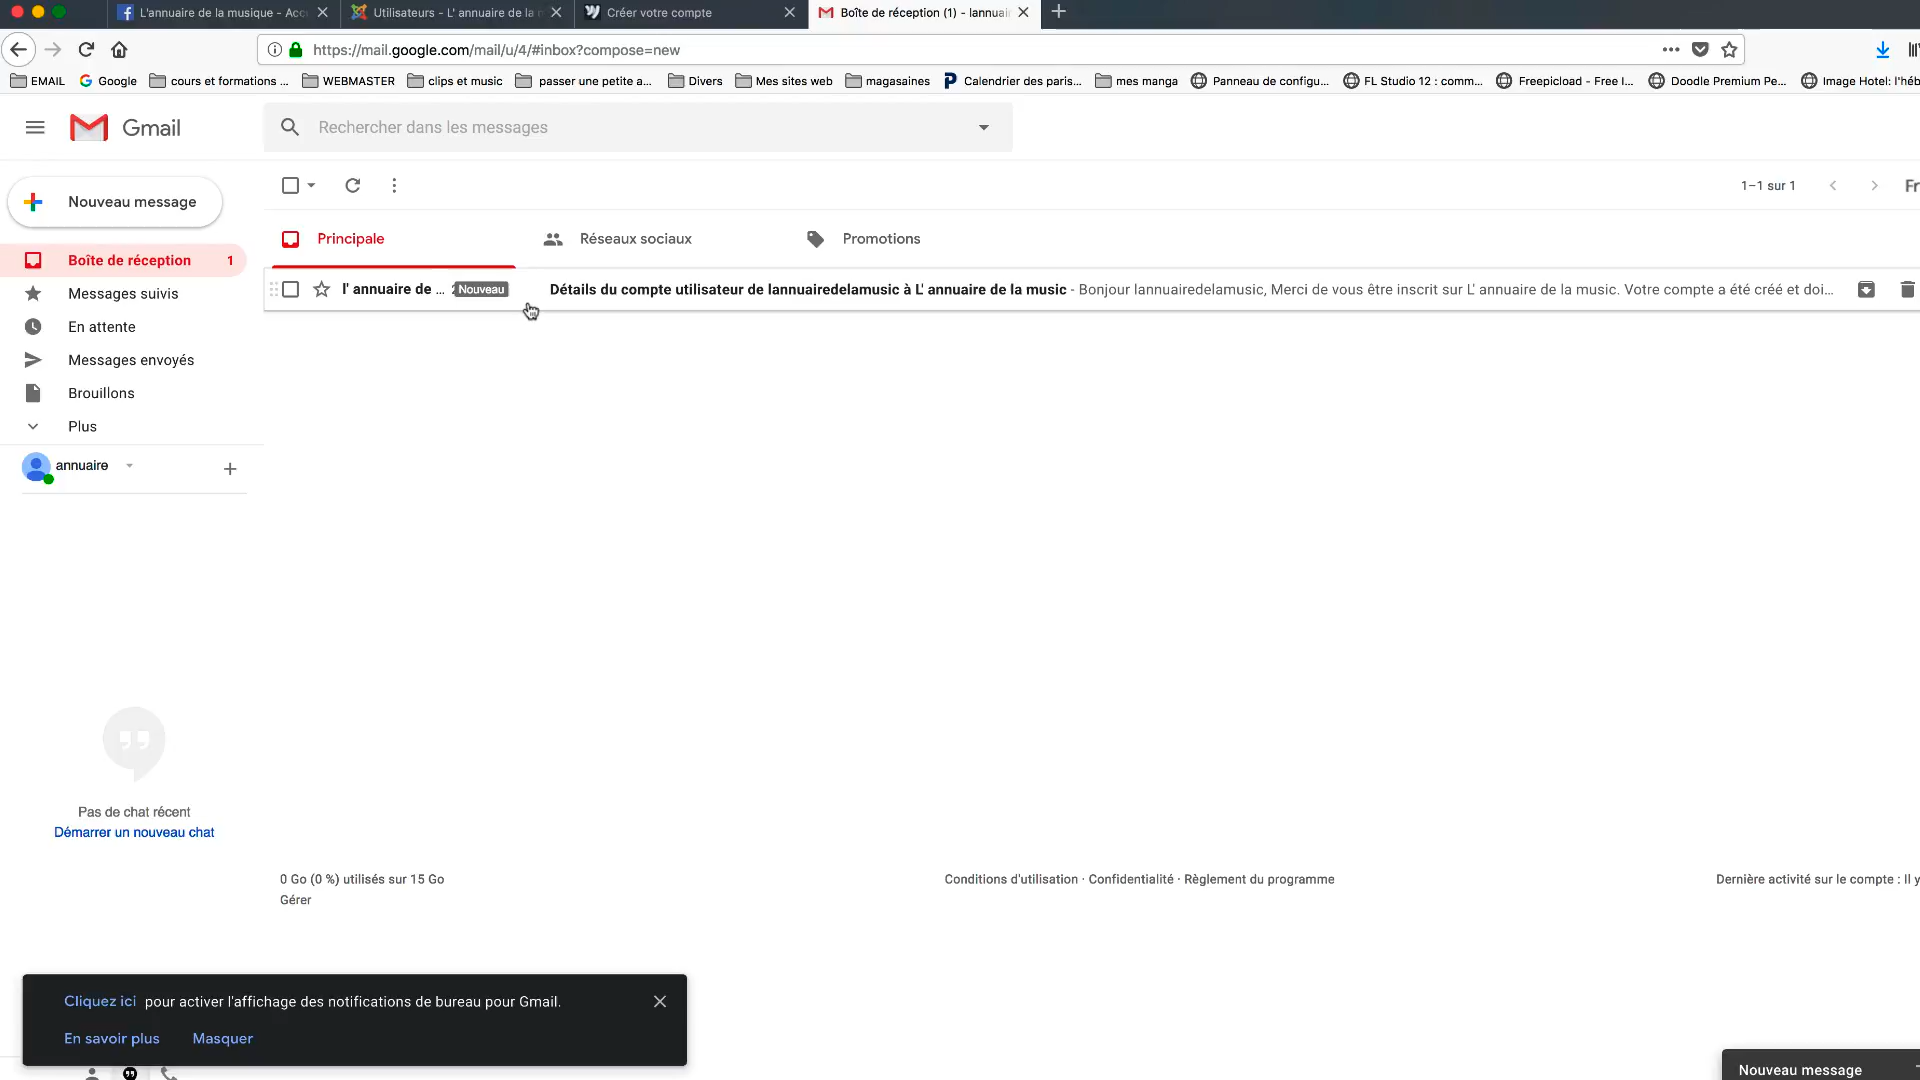 L'annuaire de la musique - Acc
Utilisateurs - L' annuaire de la
Créer votre compte
Boîte de réception (1) - lannuai
https://mail.google.com/mail/u/4/#inbox?compose=new
EMAIL Google cours et formations ... WEBMASTER clips et music passer une petite a... Divers Mes sites web magasaines Calendrier des paris... mes manga Panneau de configu... FL Studio 12 : comm... Freepicload - Free I... Doodle Premium Pe... Image Hotel: l'héb
Gmail
Rechercher dans les messages
Nouveau message
1–1 sur 1
Fr
Principale
Réseaux sociaux
Promotions
Boîte de réception 1
l' annuaire de ... Nouveau Détails du compte utilisateur de lannuairedelamusic à L' annuaire de la music - Bonjour lannuairedelamusic, Merci de vous être inscrit sur L' annuaire de la music. Votre compte a été créé et doi...
Messages suivis
En attente
Messages envoyés
Brouillons
Plus
annuaire
Pas de chat récent
Démarrer un nouveau chat
0 Go (0 %) utilisés sur 15 Go
Gérer
Conditions d'utilisation · Confidentialité · Règlement du programme
Dernière activité sur le compte : Il y
Cliquez ici pour activer l'affichage des notifications de bureau pour Gmail.
En savoir plus
Masquer
Nouveau message